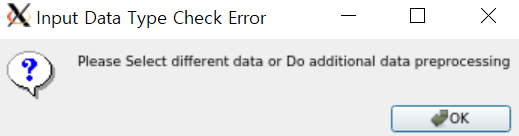 Input Data Type Check Error
Please Select different data or Do additional data preprocessing
OK